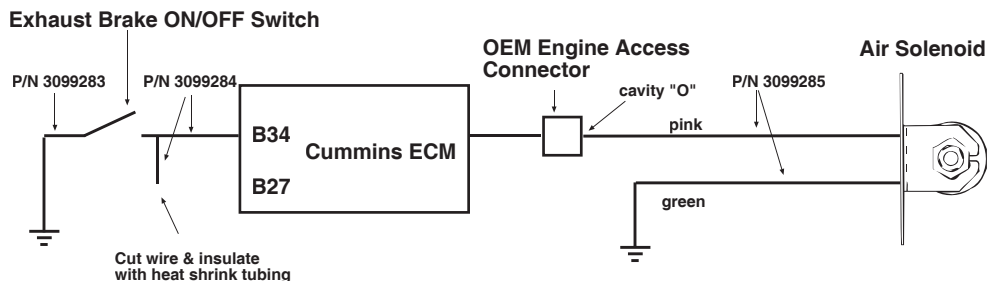 Exhaust Brake ON/OFF Switch
OEM Engine Access
Connector
Air Solenoid
P/N 3099283
P/N 3099284
cavity "O"
P/N 3099285
B34
pink
Cummins ECM
B27
green
Cut wire & insulate
with heat shrink tubing